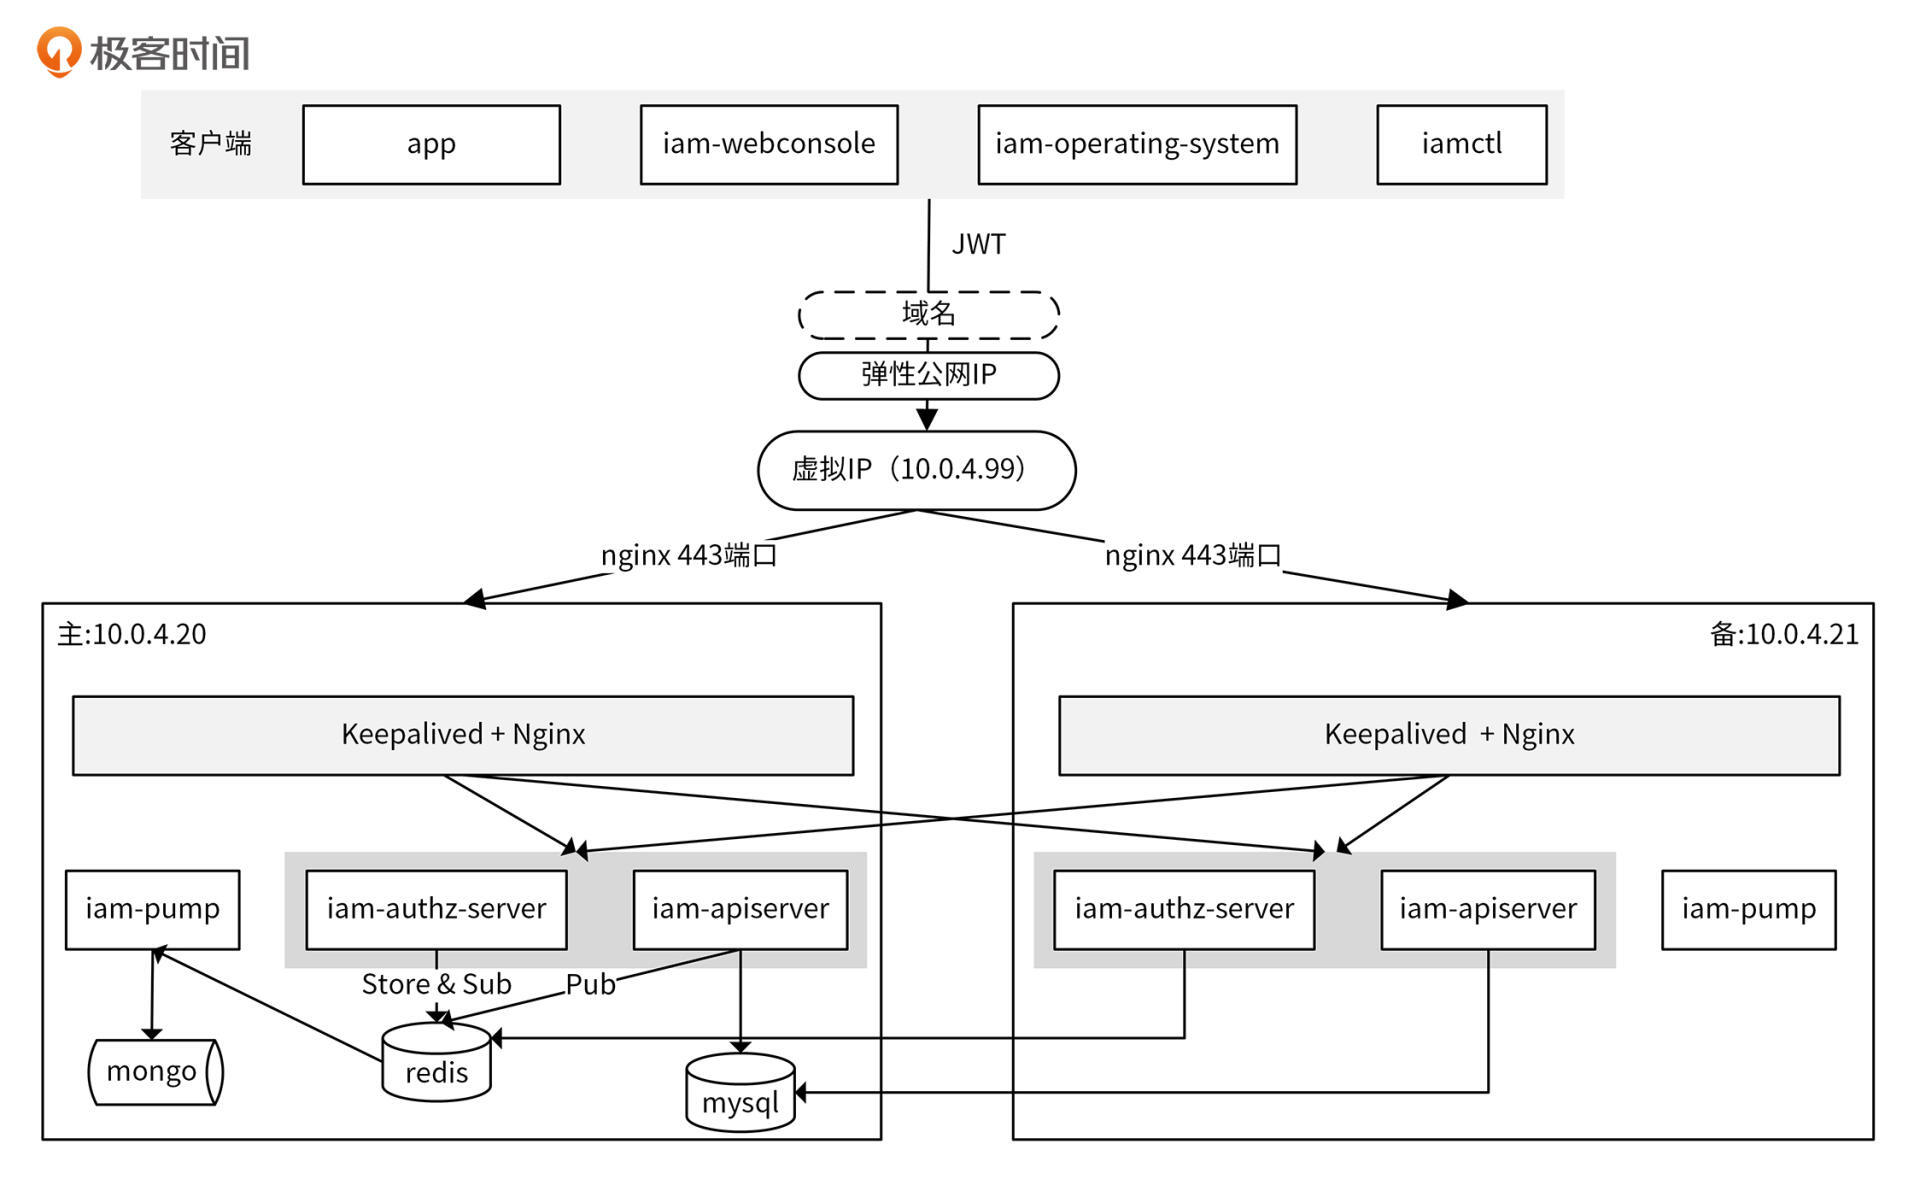 极客时间
客户端
app
iam-webconsole
iam-operating-system
iamctl
JWT
域名
弹性公网IP
虚拟IP（10.0.4.99）
nginx 443端口
nginx 443端口
主:10.0.4.20
备:10.0.4.21
Keepalived + Nginx
Keepalived + Nginx
iam-pump
iam-authz-server
iam-apiserver
iam-authz-server
iam-apiserver
iam-pump
Store & Sub
Pub
mongo
redis
mysql